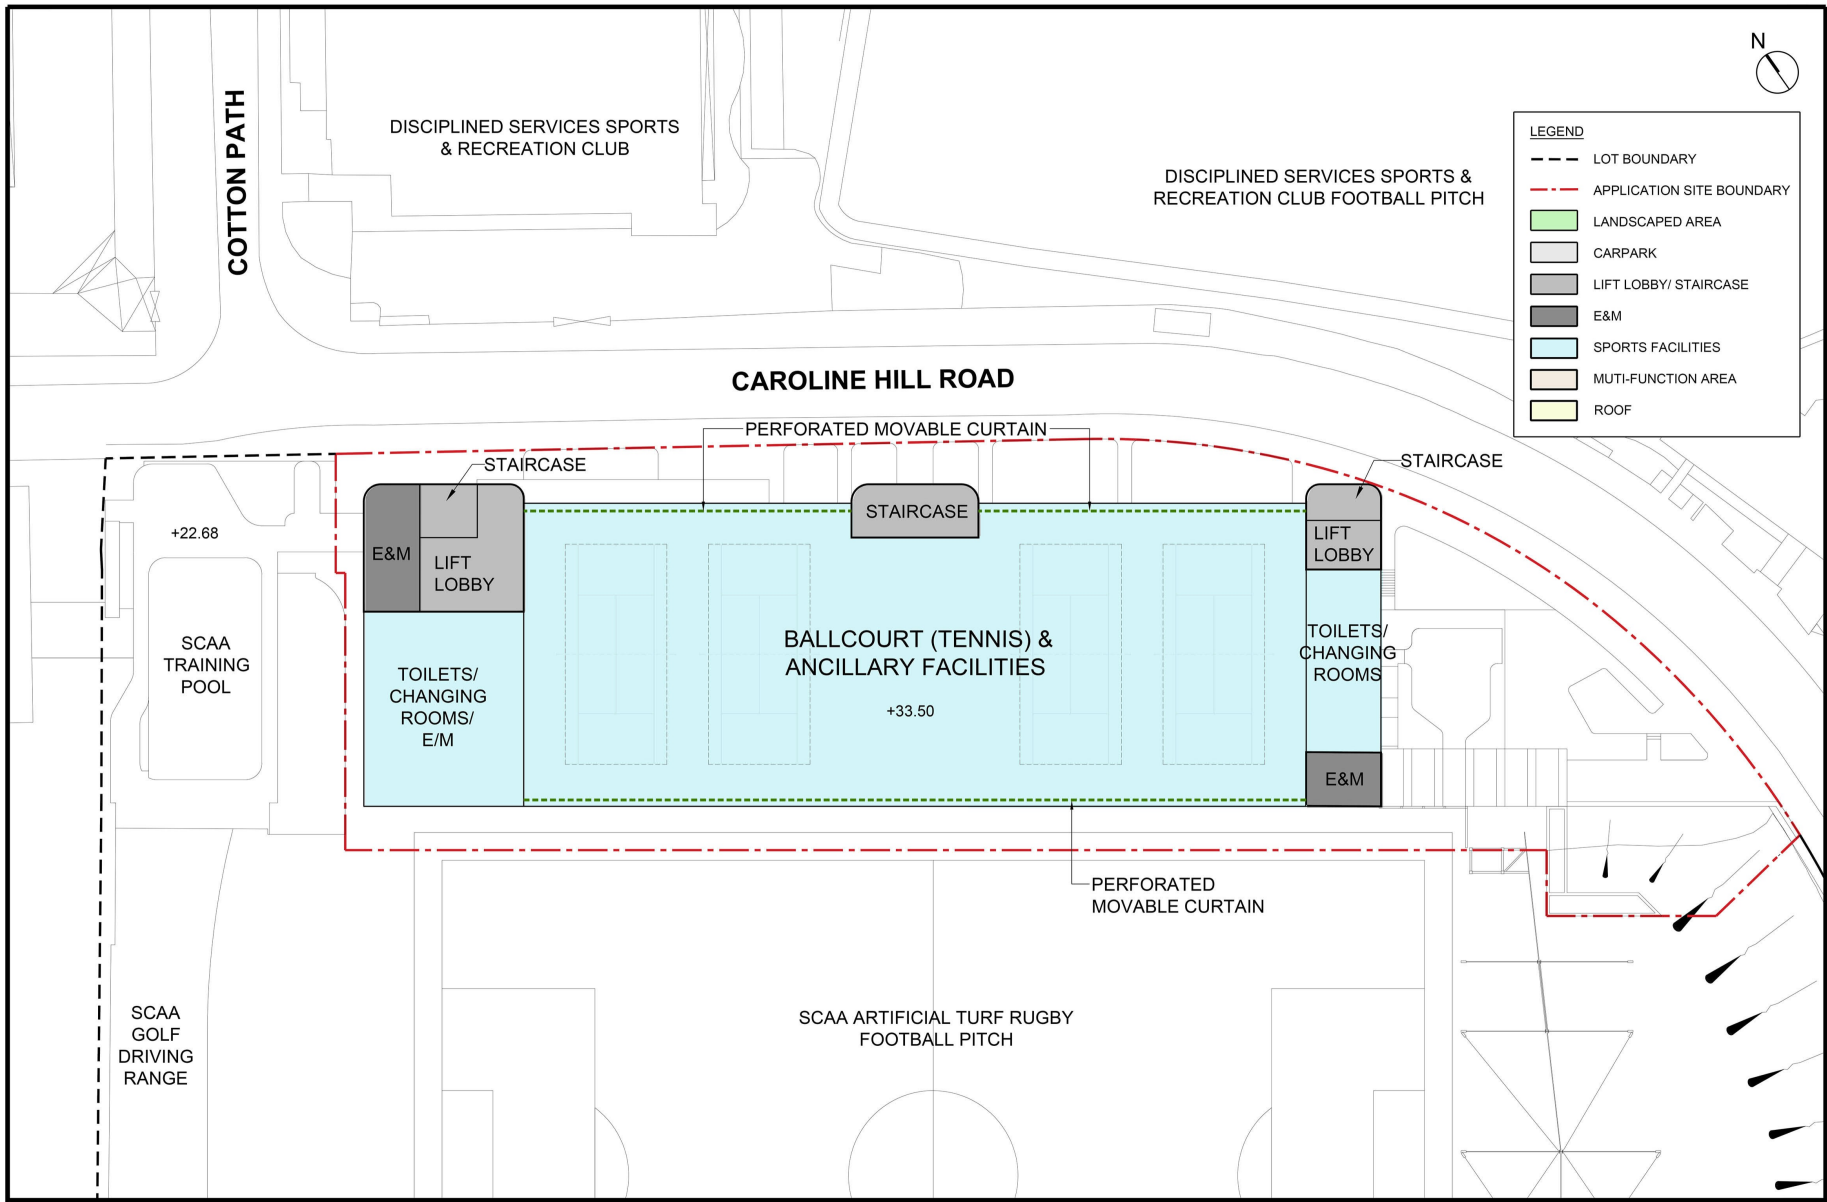 N
COTTON PATH
DISCIPLINED SERVICES SPORTS
& RECREATION CLUB
DISCIPLINED SERVICES SPORTS &
RECREATION CLUB FOOTBALL PITCH
LEGEND
LOT BOUNDARY
APPLICATION SITE BOUNDARY
LANDSCAPED AREA
CARPARK
LIFT LOBBY/ STAIRCASE
E&M
SPORTS FACILITIES
MUTI-FUNCTION AREA
ROOF
CAROLINE HILL ROAD
PERFORATED MOVABLE CURTAIN
STAIRCASE
STAIRCASE
STAIRCASE
+22.68
E&M
LIFT
LOBBY
LIFT
LOBBY
SCAA
TRAINING
POOL
TOILETS/
CHANGING
ROOMS/
E/M
BALLCOURT (TENNIS) &
ANCILLARY FACILITIES
+33.50
TOILETS/
CHANGING
ROOMS
E&M
PERFORATED
MOVABLE CURTAIN
SCAA
GOLF
DRIVING
RANGE
SCAA ARTIFICIAL TURF RUGBY
FOOTBALL PITCH